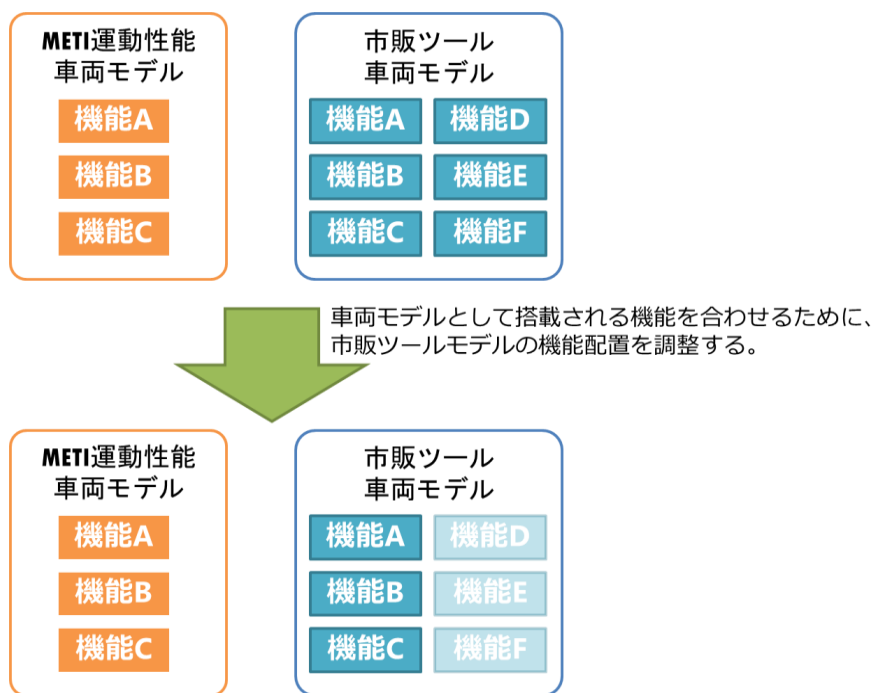 METI運動性能
車両モデル
機能A
機能B
機能C
市販ツール
車両モデル
機能A 機能D
機能B 機能E
機能C 機能F
車両モデルとして搭載される機能を合わせるために、
市販ツールモデルの機能配置を調整する。
METI運動性能
車両モデル
機能A
機能B
機能C
市販ツール
車両モデル
機能A 機能D
機能B 機能E
機能C 機能F